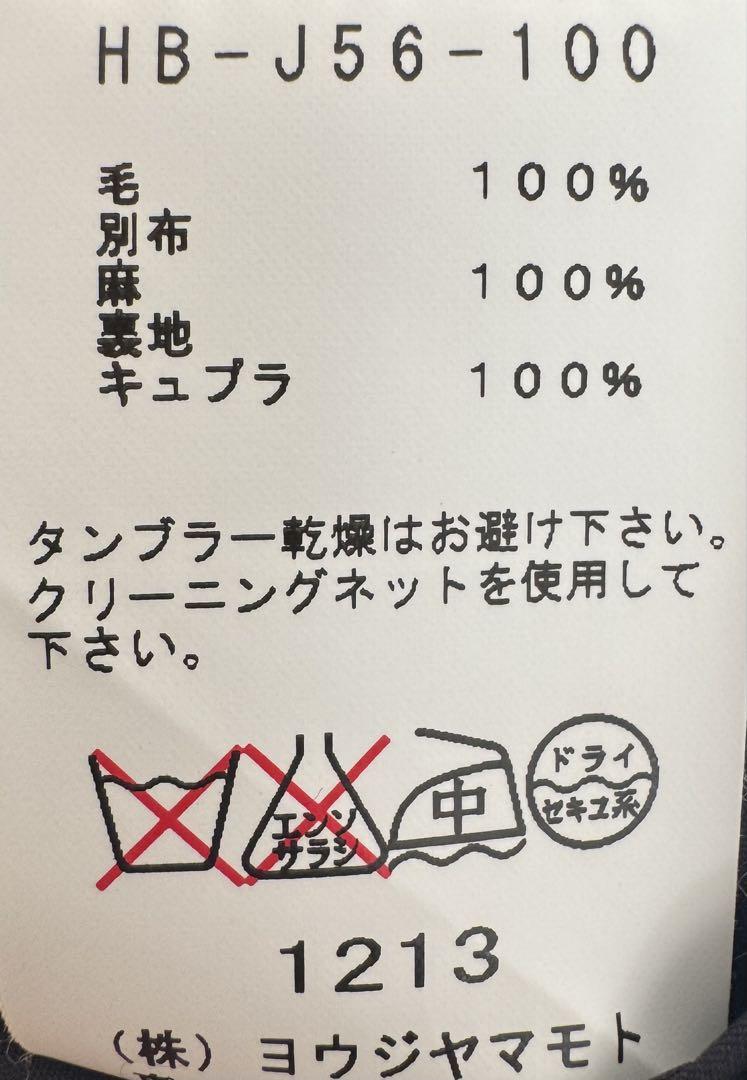 HB-J56-100
毛 100%
別布
麻 100%
裏地
キュプラ 100%
タンブラー乾燥はお避け下さい。
クリーニングネットを使用して
下さい。
エンソ
サラシ
中
ドライ
セキユ系
1213
(株)ヨウジヤマモト